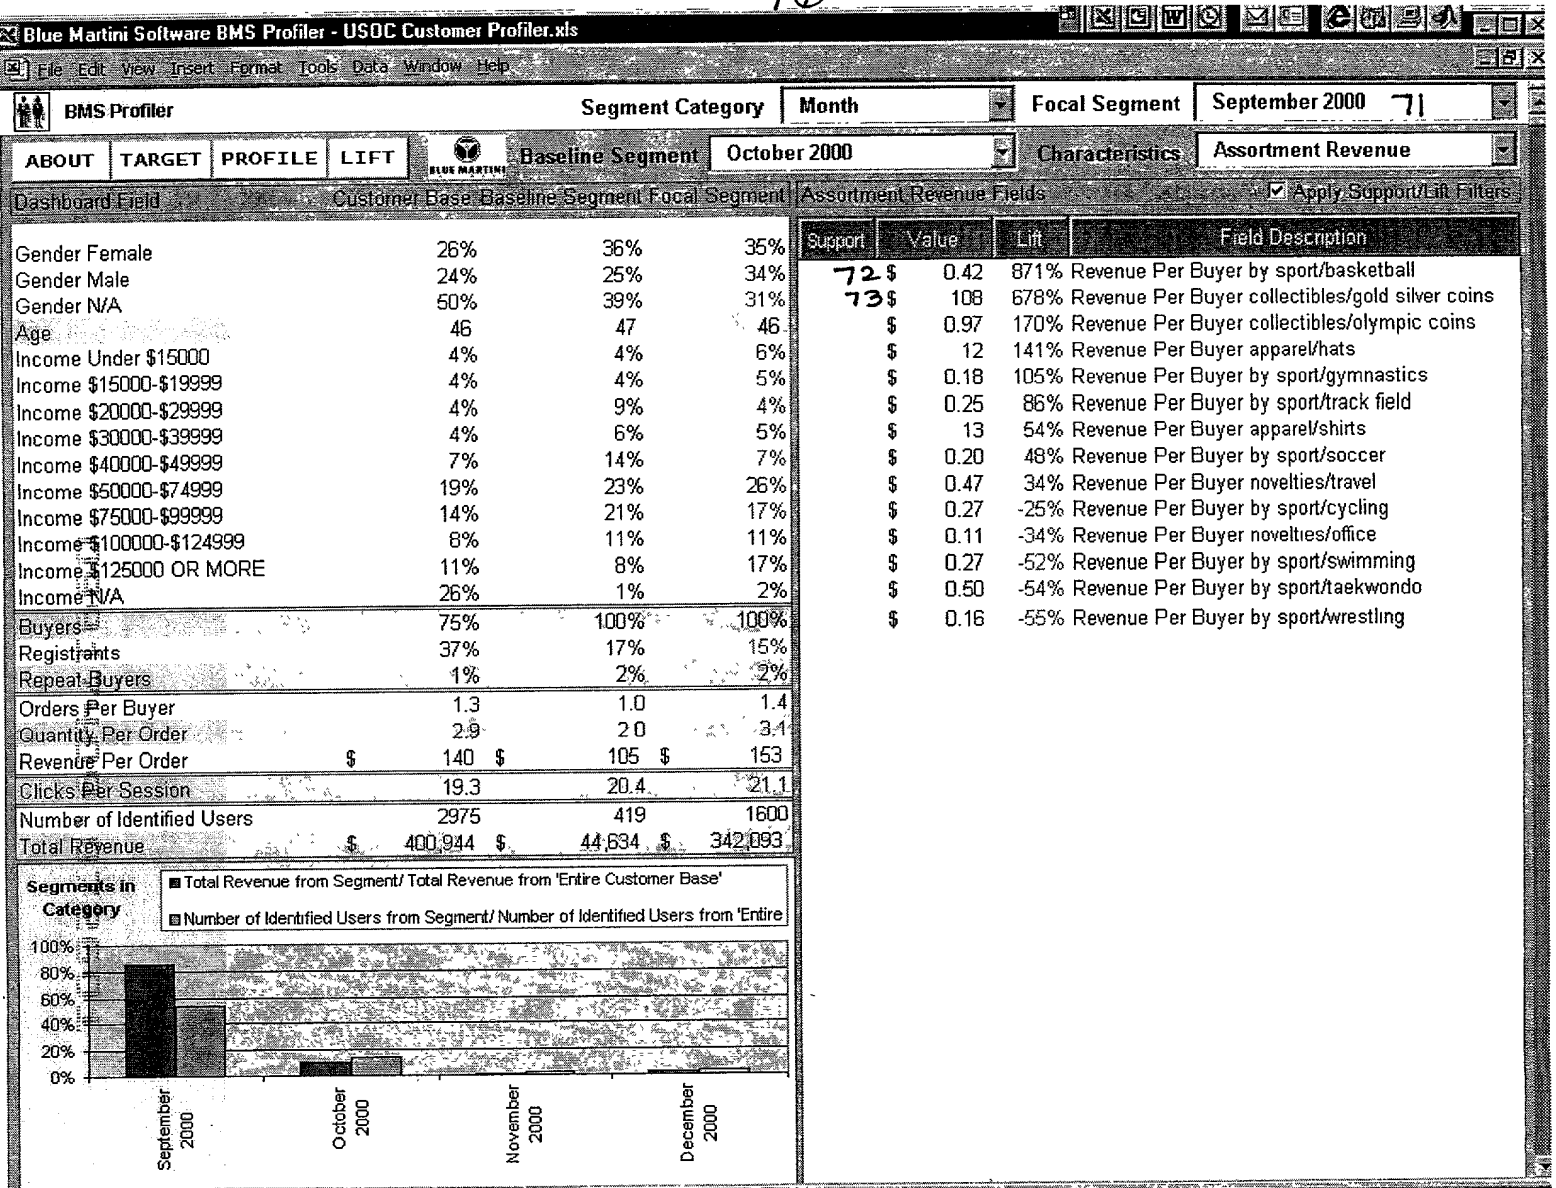 70
Blue Martini Software BMS Profiler - USOC Customer Profiler.xls
File Edit View Insert Format Tools Data Window Help
BMS Profiler Segment Category Month Focal Segment September 2000 71
ABOUT TARGET PROFILE LIFT BLUE MARTINI Baseline Segment October 2000 Characteristics Assortment Revenue
Dashboard Field Customer Base Baseline Segment Focal Segment
Gender Female 26% 36% 35%
Gender Male 24% 25% 34%
Gender N/A 50% 39% 31%
Age 46 47 46
Income Under $15000 4% 4% 6%
Income $15000-$19999 4% 4% 5%
Income $20000-$29999 4% 9% 4%
Income $30000-$39999 4% 6% 5%
Income $40000-$49999 7% 14% 7%
Income $50000-$74999 19% 23% 26%
Income $75000-$99999 14% 21% 17%
Income $100000-$124999 8% 11% 11%
Income $125000 OR MORE 11% 8% 17%
Income N/A 26% 1% 2%
Buyers 75% 100% 100%
Registrants 37% 17% 15%
Repeat Buyers 1% 2% 2%
Orders Per Buyer 1.3 1.0 1.4
Quantity Per Order 2.9 2.0 3.1
Revenue Per Order $ 140 $ 105 $ 153
Clicks Per Session 19.3 20.4 21.1
Number of Identified Users 2975 419 1600
Total Revenue $ 400,944 $ 44,634 $ 342,093
Assortment Revenue Fields Apply Support/Lift Filters
Support Value Lift Field Description
72 $ 0.42 871% Revenue Per Buyer by sport/basketball
73 $ 108 678% Revenue Per Buyer collectibles/gold silver coins
$ 0.97 170% Revenue Per Buyer collectibles/olympic coins
$ 12 141% Revenue Per Buyer apparel/hats
$ 0.18 105% Revenue Per Buyer by sport/gymnastics
$ 0.25 86% Revenue Per Buyer by sport/track field
$ 13 54% Revenue Per Buyer apparel/shirts
$ 0.20 48% Revenue Per Buyer by sport/soccer
$ 0.47 34% Revenue Per Buyer novelties/travel
$ 0.27 -25% Revenue Per Buyer by sport/cycling
$ 0.11 -34% Revenue Per Buyer novelties/office
$ 0.27 -52% Revenue Per Buyer by sport/swimming
$ 0.50 -54% Revenue Per Buyer by sport/taekwondo
$ 0.16 -55% Revenue Per Buyer by sport/wrestling
Segments in Category
Total Revenue from Segment/ Total Revenue from 'Entire Customer Base'
Number of Identified Users from Segment/ Number of Identified Users from 'Entire
100%
80%
60%
40%
20%
0%
September 2000
October 2000
November 2000
December 2000